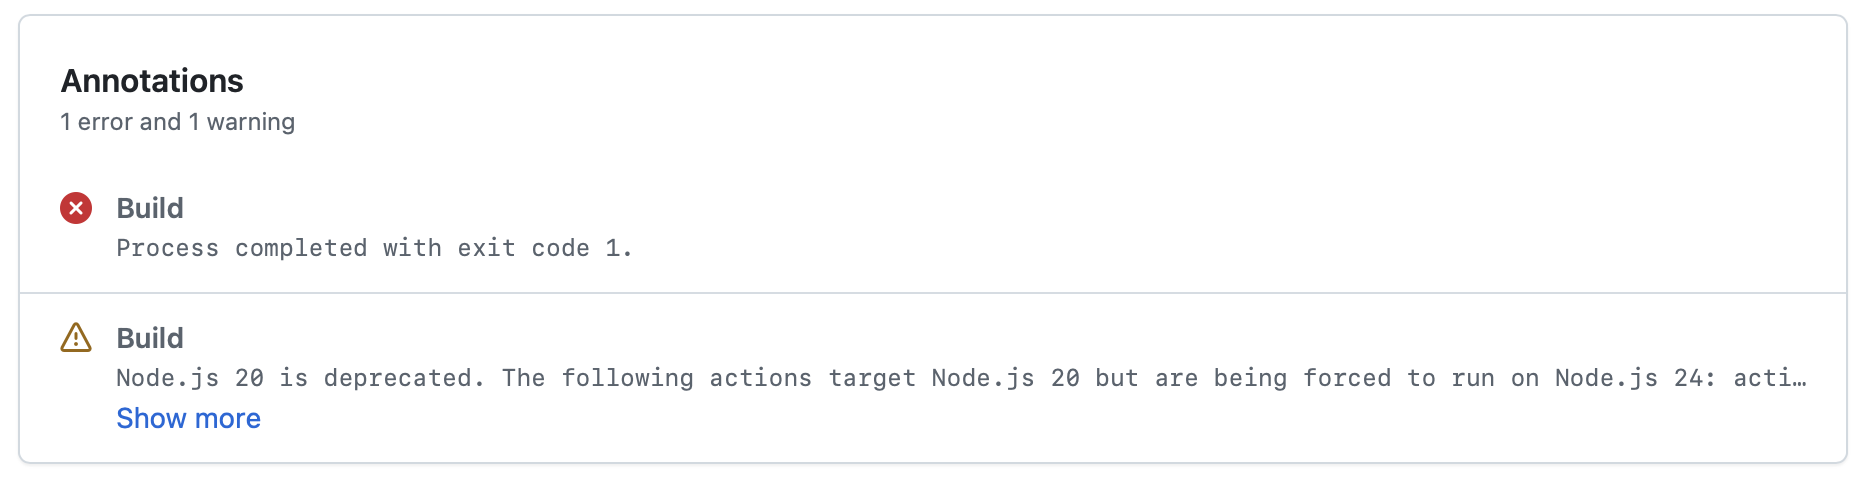 Annotations
1 error and 1 warning
Build
Process completed with exit code 1.
Build
Node.js 20 is deprecated. The following actions target Node.js 20 but are being forced to run on Node.js 24: acti…
Show more